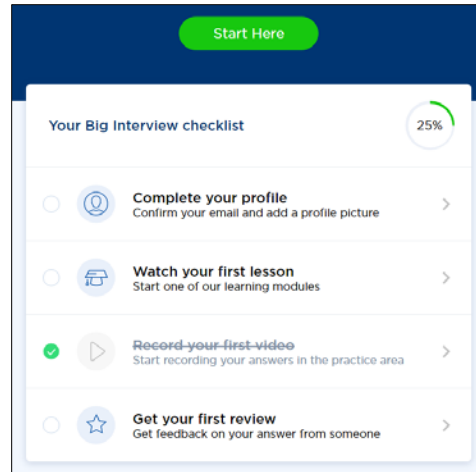 Start Here
Your Big Interview checklist
25%
Complete your profile
Confirm your email and add a profile picture
Watch your first lesson
Start one of our learning modules
Record your first video
Start recording your answers in the practice area
Get your first review
Get feedback on your answer from someone